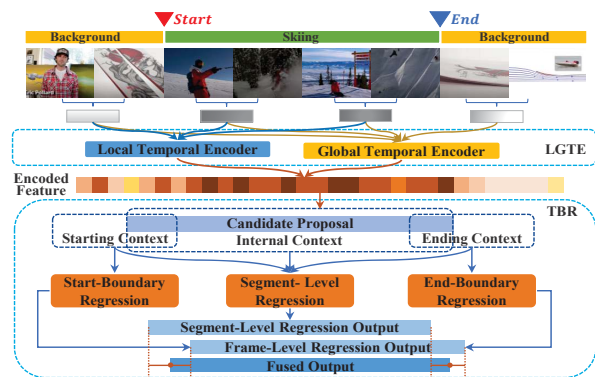 Start
End
Background
Skiing
Background
Eric Pollard
Local Temporal Encoder
Global Temporal Encoder
LGTE
Encoded
Feature
TBR
Candidate Proposal
Starting Context
Internal Context
Ending Context
Start-Boundary
Regression
Segment- Level
Regression
End-Boundary
Regression
Segment-Level Regression Output
Frame-Level Regression Output
Fused Output